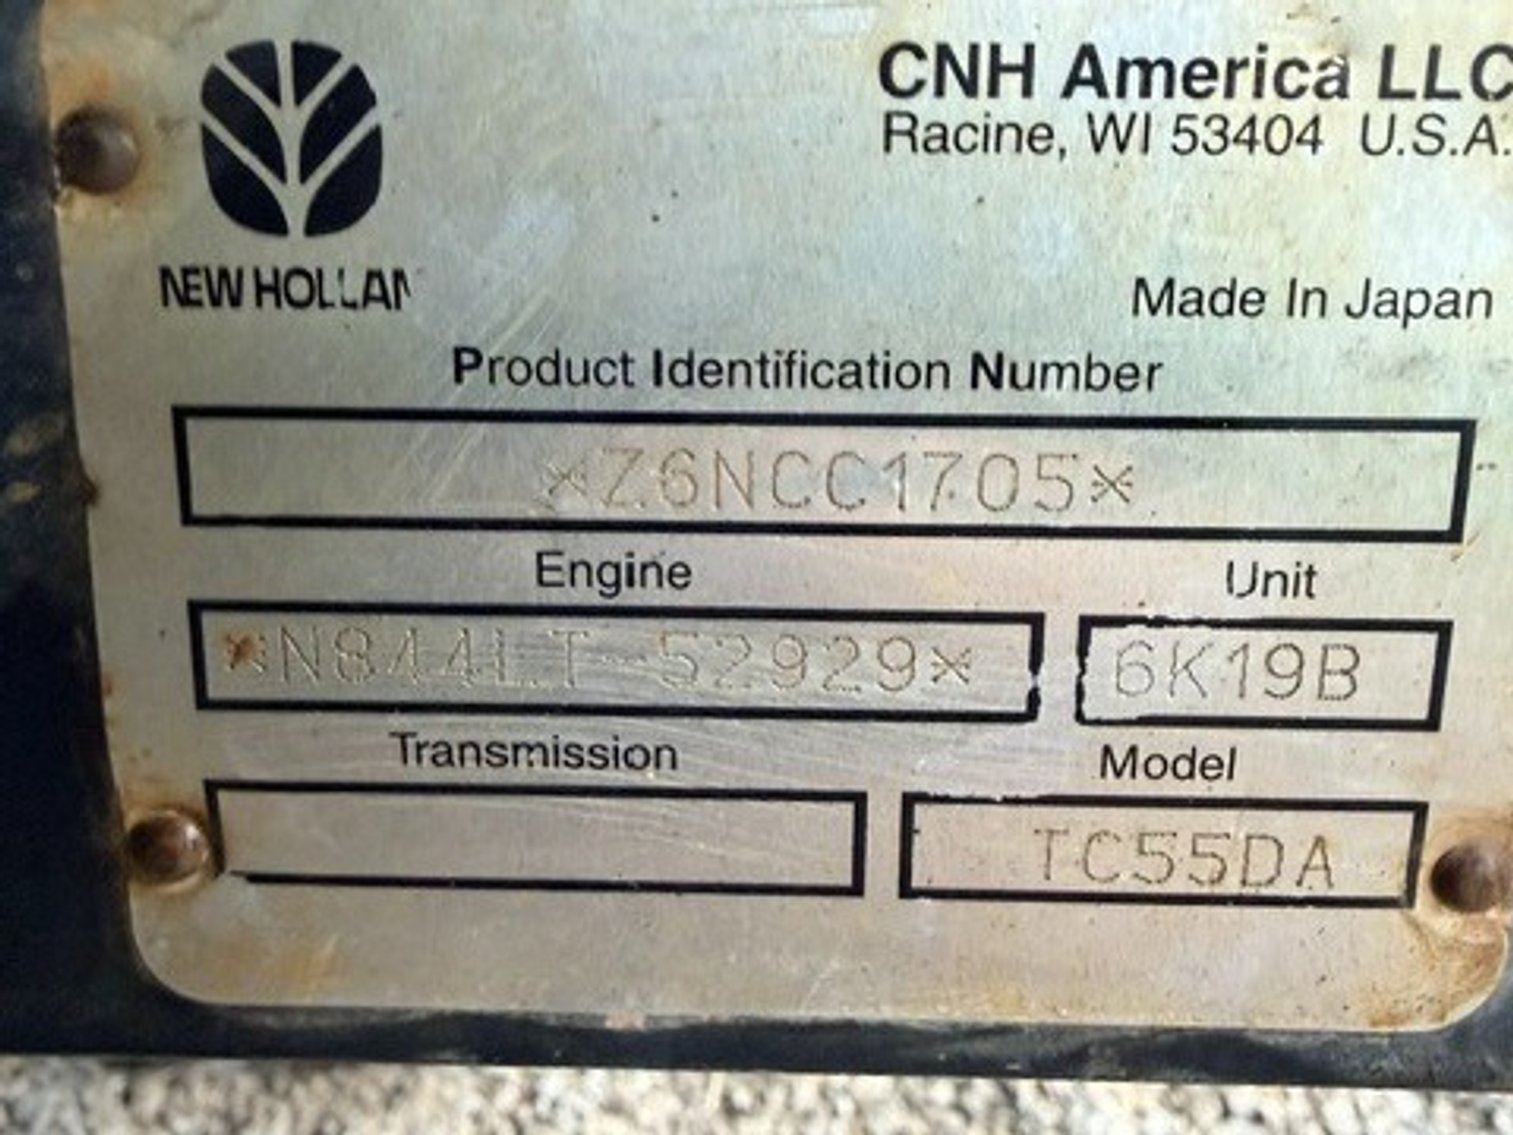 CNH America LLC
Racine, WI 53404 U.S.A.
NEW HOLLAN
Made In Japan
Product Identification Number
*Z6NCC1705*
Engine
Unit
*N844LT-52929*
6K19B
Transmission
Model
TC55DA